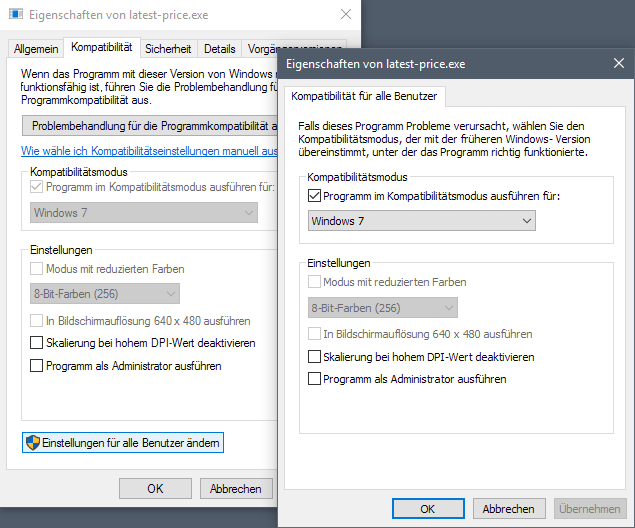 Eigenschaften von latest-price.exe
Allgemein Kompatibilität Sicherheit Details Vorgängerversionen
Wenn das Programm mit dieser Version von Windows
funktionsfähig ist, führen Sie die Problembehandlung fü
Programmkompatibilität aus.
Problembehandlung für die Programmkompatibilität a
Wie wähle ich Kompatibilitätseinstellungen manuell aus
Kompatibilitätsmodus
Programm im Kompatibilitätsmodus ausführen für:
Windows 7
Einstellungen
Modus mit reduzierten Farben
8-Bit-Farben (256)
In Bildschirmauflösung 640 x 480 ausführen
Skalierung bei hohem DPI-Wert deaktivieren
Programm als Administrator ausführen
Einstellungen für alle Benutzer ändern
OK Abbrechen
Eigenschaften von latest-price.exe
Kompatibilität für alle Benutzer
Falls dieses Programm Probleme verursacht, wählen Sie den
Kompatibilitätsmodus, der mit der früheren Windows- Version
übereinstimmt, unter der das Programm richtig funktionierte.
Kompatibilitätsmodus
Programm im Kompatibilitätsmodus ausführen für:
Windows 7
Einstellungen
Modus mit reduzierten Farben
8-Bit-Farben (256)
In Bildschirmauflösung 640 x 480 ausführen
Skalierung bei hohem DPI-Wert deaktivieren
Programm als Administrator ausführen
OK Abbrechen Übernehmen